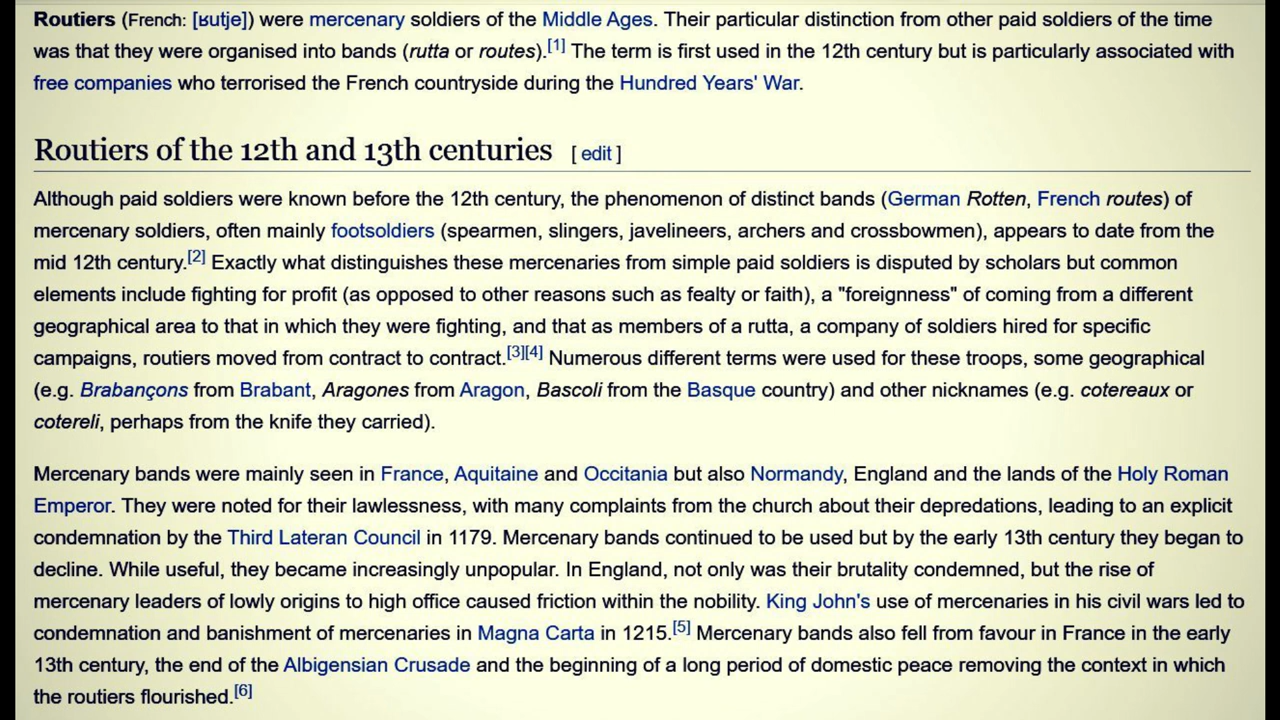 Routiers (French: [ʁutje]) were mercenary soldiers of the Middle Ages. Their particular distinction from other paid soldiers of the time
was that they were organised into bands (rutta or routes).[1] The term is first used in the 12th century but is particularly associated with
free companies who terrorised the French countryside during the Hundred Years' War.
Routiers of the 12th and 13th centuries [ edit ]
Although paid soldiers were known before the 12th century, the phenomenon of distinct bands (German Rotten, French routes) of
mercenary soldiers, often mainly footsoldiers (spearmen, slingers, javelineers, archers and crossbowmen), appears to date from the
mid 12th century.[2] Exactly what distinguishes these mercenaries from simple paid soldiers is disputed by scholars but common
elements include fighting for profit (as opposed to other reasons such as fealty or faith), a "foreignness" of coming from a different
geographical area to that in which they were fighting, and that as members of a rutta, a company of soldiers hired for specific
campaigns, routiers moved from contract to contract.[3][4] Numerous different terms were used for these troops, some geographical
(e.g. Brabançons from Brabant, Aragones from Aragon, Bascoli from the Basque country) and other nicknames (e.g. cotereaux or
cotereli, perhaps from the knife they carried).
Mercenary bands were mainly seen in France, Aquitaine and Occitania but also Normandy, England and the lands of the Holy Roman
Emperor. They were noted for their lawlessness, with many complaints from the church about their depredations, leading to an explicit
condemnation by the Third Lateran Council in 1179. Mercenary bands continued to be used but by the early 13th century they began to
decline. While useful, they became increasingly unpopular. In England, not only was their brutality condemned, but the rise of
mercenary leaders of lowly origins to high office caused friction within the nobility. King John's use of mercenaries in his civil wars led to
condemnation and banishment of mercenaries in Magna Carta in 1215.[5] Mercenary bands also fell from favour in France in the early
13th century, the end of the Albigensian Crusade and the beginning of a long period of domestic peace removing the context in which
the routiers flourished.[6]